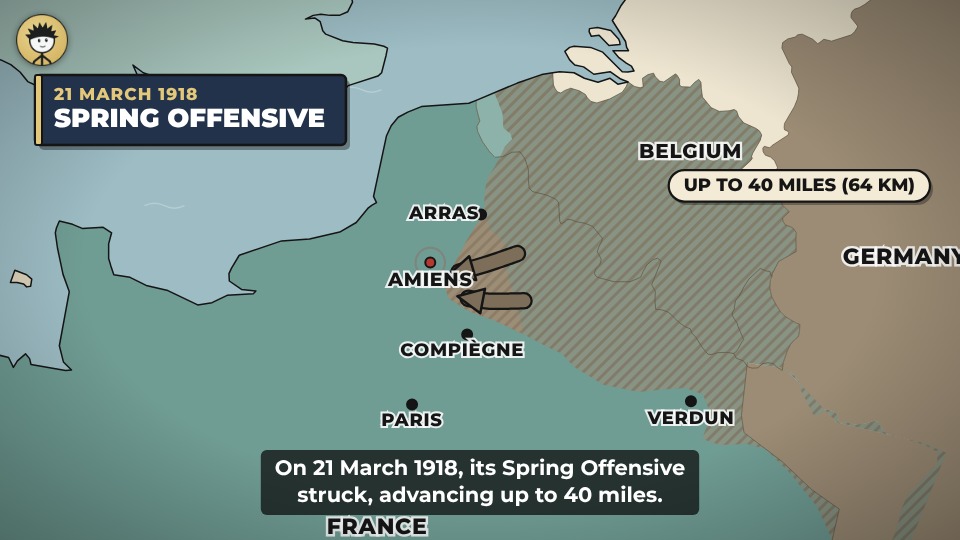 21 MARCH 1918
SPRING OFFENSIVE
BELGIUM
UP TO 40 MILES (64 KM)
ARRAS
GERMANY
AMIENS
COMPIÈGNE
PARIS
VERDUN
On 21 March 1918, its Spring Offensive
struck, advancing up to 40 miles.
FRANCE